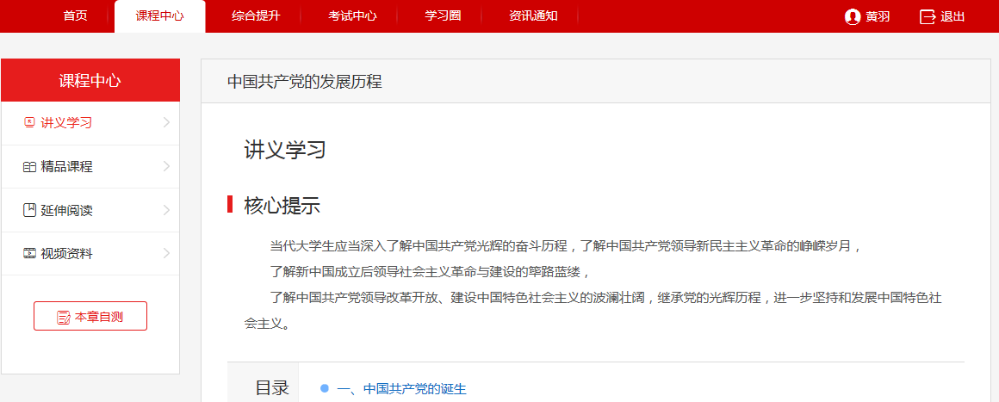 首页 课程中心 综合提升 考试中心 学习圈 资讯通知 黄羽 退出
课程中心
讲义学习
精品课程
延伸阅读
视频资料
本章自测
中国共产党的发展历程
讲义学习
核心提示
当代大学生应当深入了解中国共产党光辉的奋斗历程，了解中国共产党领导新民主主义革命的峥嵘岁月，
了解新中国成立后领导社会主义革命与建设的筚路蓝缕，
了解中国共产党领导改革开放、建设中国特色社会主义的波澜壮阔，继承党的光辉历程，进一步坚持和发展中国特色社
会主义。
目录 一、中国共产党的诞生